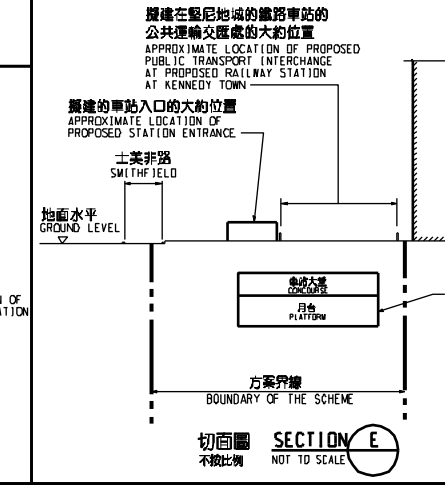 擬建在堅尼地城的鐵路車站的
公共運輸交匯處的大約位置
APPROXIMATE LOCATION OF PROPOSED
PUBLIC TRANSPORT INTERCHANGE
AT PROPOSED RAILWAY STATION
AT KENNEDY TOWN
擬建的車站入口的大約位置
APPROXIMATE LOCATION OF
PROPOSED STATION ENTRANCE
士美非路
SMITHFIELD
地面水平
GROUND LEVEL
車站大堂
CONCOURSE
月台
PLATFORM
N OF
ATION
方案界線
BOUNDARY OF THE SCHEME
切面圖 SECTION E
不按比例 NOT TO SCALE